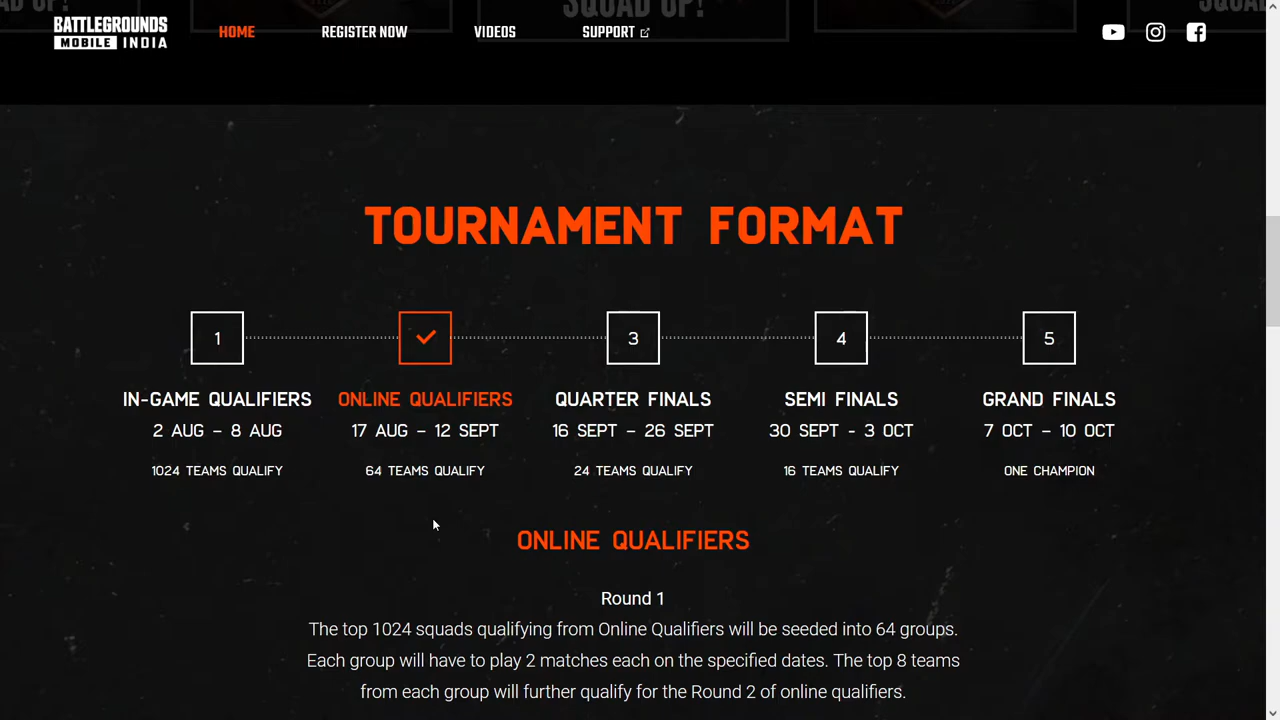 SQUAD UP!
BATTLEGROUNDS
MOBILE INDIA
HOME
REGISTER NOW
VIDEOS
SUPPORT
TOURNAMENT FORMAT
1
3
4
5
IN-GAME QUALIFIERS
ONLINE QUALIFIERS
QUARTER FINALS
SEMI FINALS
GRAND FINALS
2 AUG – 8 AUG
17 AUG – 12 SEPT
16 SEPT – 26 SEPT
30 SEPT - 3 OCT
7 OCT – 10 OCT
1024 TEAMS QUALIFY
64 TEAMS QUALIFY
24 TEAMS QUALIFY
16 TEAMS QUALIFY
ONE CHAMPION
ONLINE QUALIFIERS
Round 1
The top 1024 squads qualifying from Online Qualifiers will be seeded into 64 groups.
Each group will have to play 2 matches each on the specified dates. The top 8 teams
from each group will further qualify for the Round 2 of online qualifiers.